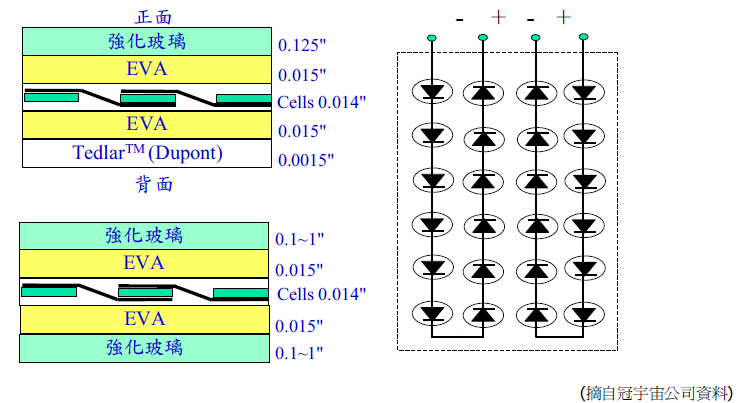 正面
強化玻璃 0.125"
EVA 0.015"
Cells 0.014"
EVA 0.015"
Tedlar™ (Dupont) 0.0015"
背面
強化玻璃 0.1~1"
EVA 0.015"
Cells 0.014"
EVA 0.015"
強化玻璃 0.1~1"
- + - +
(摘自冠宇宙公司資料)